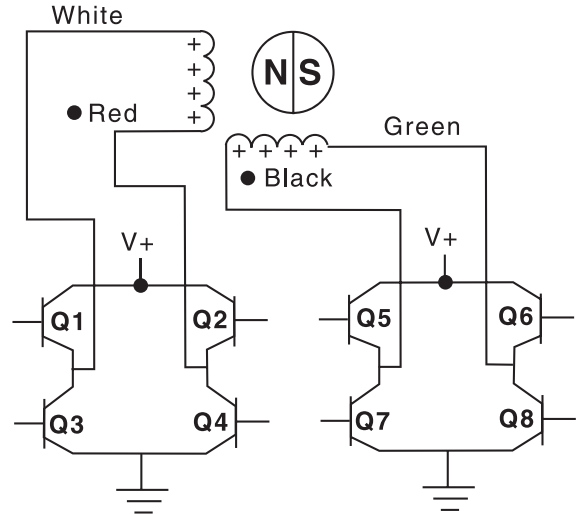 White
+
+
+
+
N S
Red
Green
+ + + +
Black
V+
V+
Q1
Q2
Q5
Q6
Q3
Q4
Q7
Q8